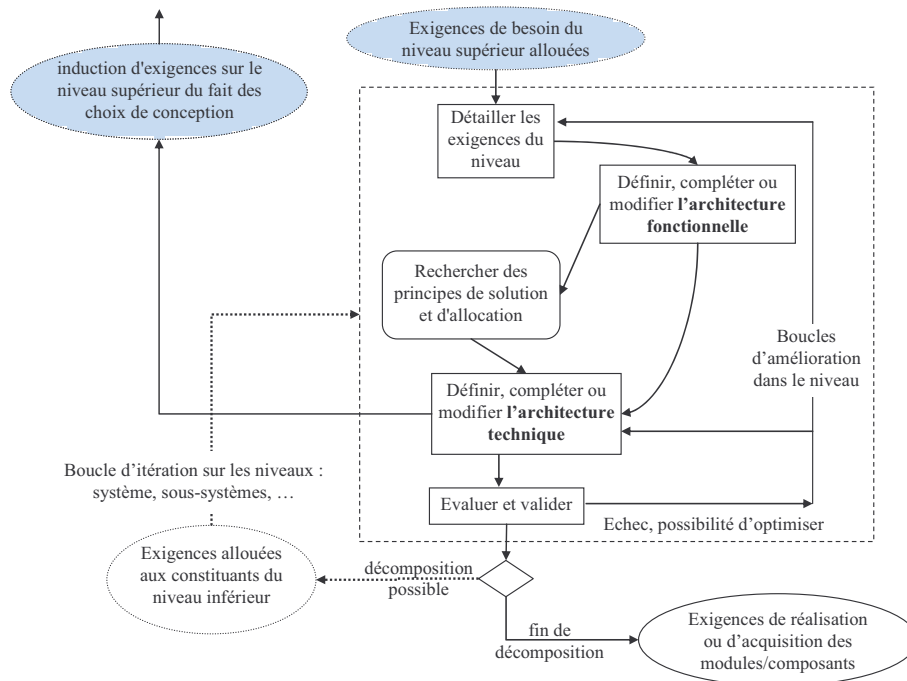 Exigences de besoin du
niveau supérieur allouées
induction d'exigences sur le
niveau supérieur du fait des
choix de conception
Détailler les
exigences du
niveau
Définir, compléter ou
modifier l’architecture
fonctionnelle
Rechercher des
principes de solution
et d'allocation
Boucles
d’amélioration
dans le niveau
Définir, compléter ou
modifier l’architecture
technique
Boucle d’itération sur les niveaux :
système, sous-systèmes, …
Evaluer et valider
Echec, possibilité d’optimiser
Exigences allouées
aux constituants du
niveau inférieur
décomposition
possible
fin de
décomposition
Exigences de réalisation
ou d’acquisition des
modules/composants